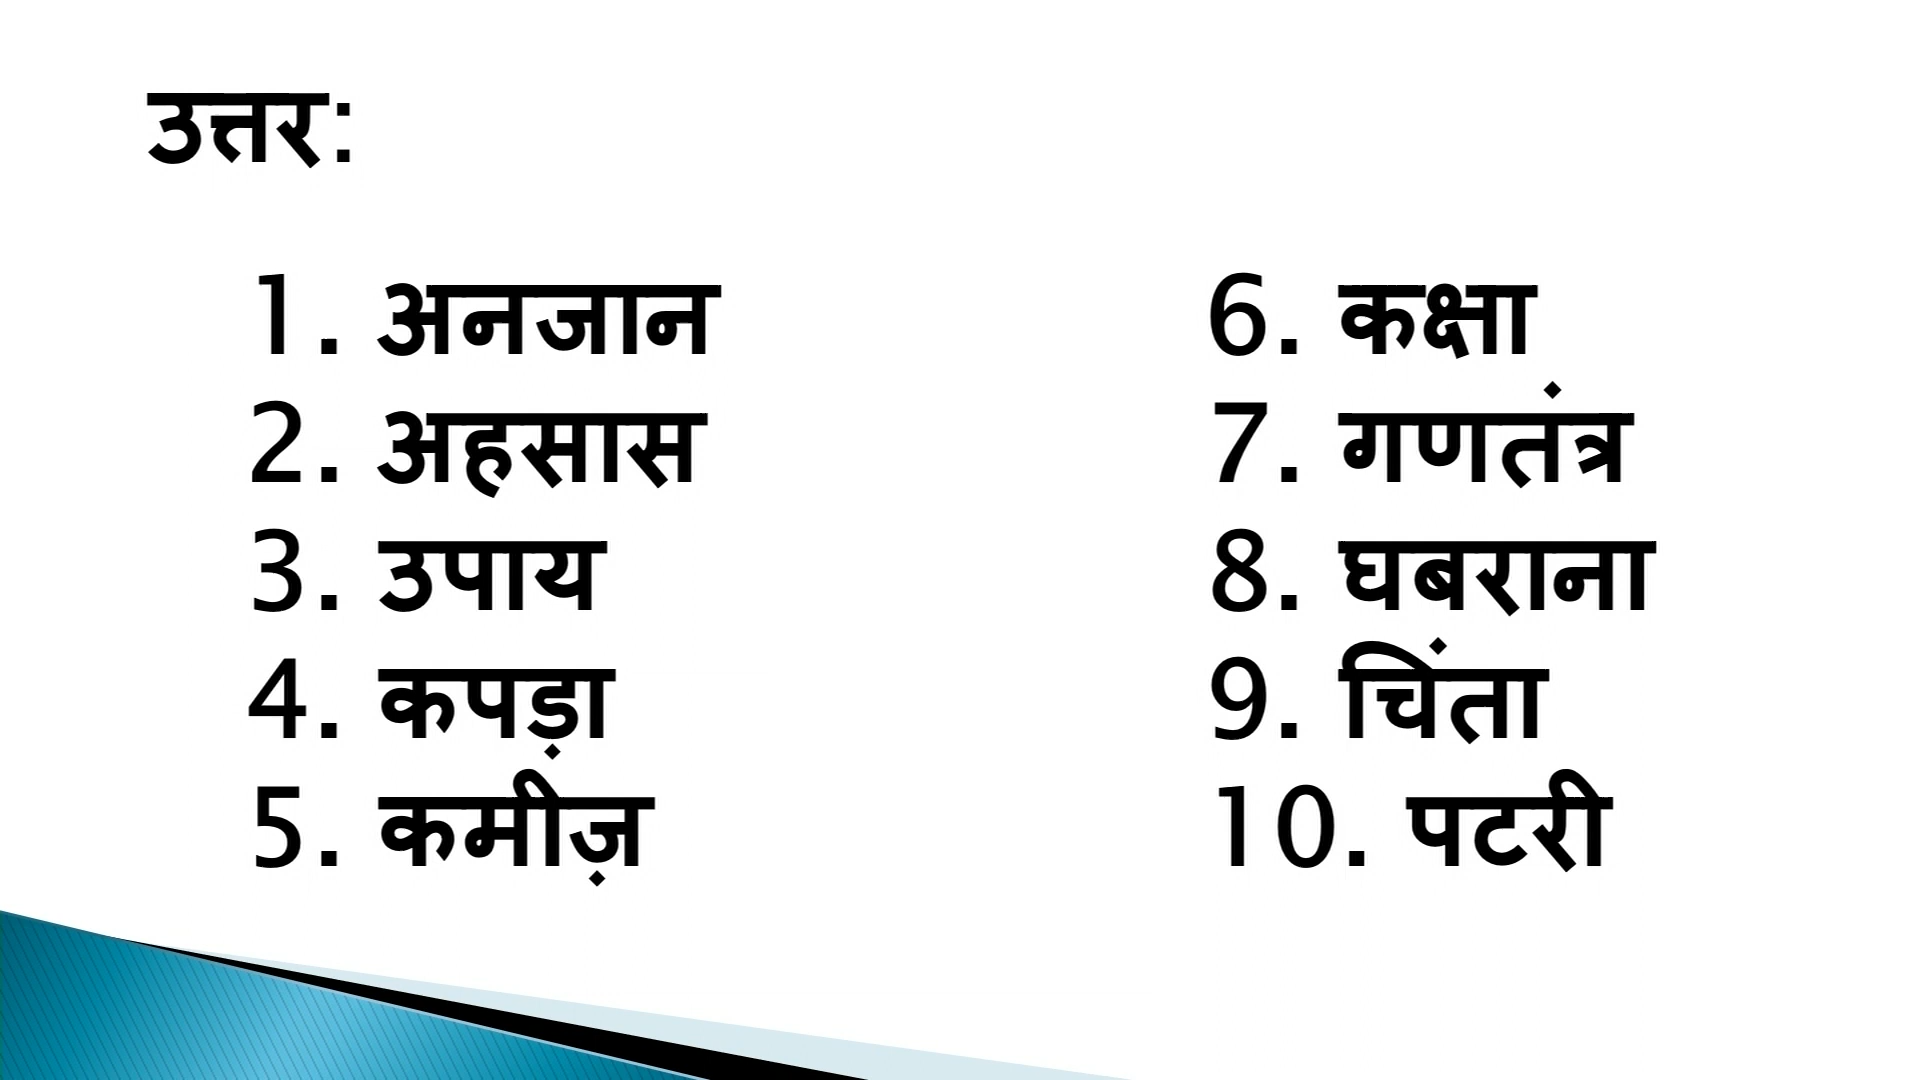 उत्तर:
1. अनजान
2. अहसास
3. उपाय
4. कपड़ा
5. कमीज़
6. कक्षा
7. गणतंत्र
8. घबराना
9. चिंता
10. पटरी